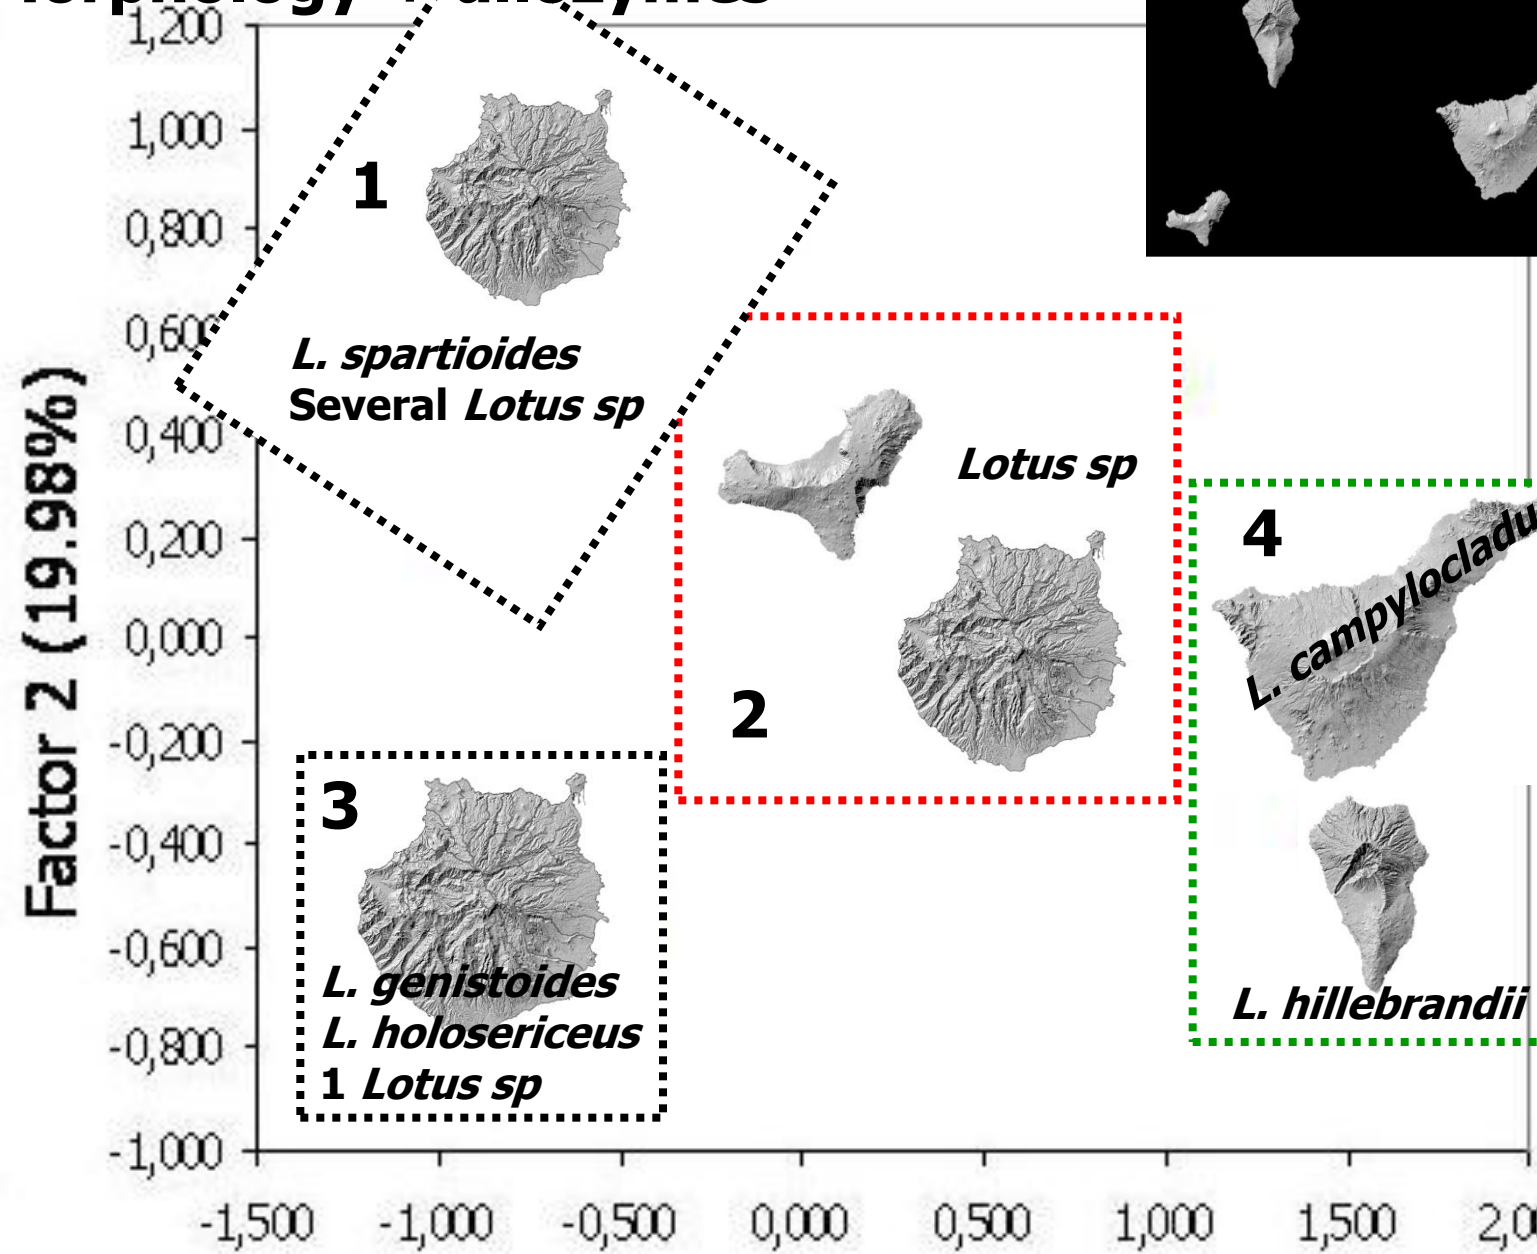 1,200
1,000
0,800
0,600
0,400
0,200
0,000
-0,200
-0,400
-0,600
-0,800
-1,000
Factor 2 (19.98%)
-1,500 -1,000 -0,500 0,000 0,500 1,000 1,500
1
L. spartioides
Several Lotus sp
Lotus sp
2
3
L. genistoides
L. holosericeus
1 Lotus sp
4
L. campylocladu
L. hillebrandii